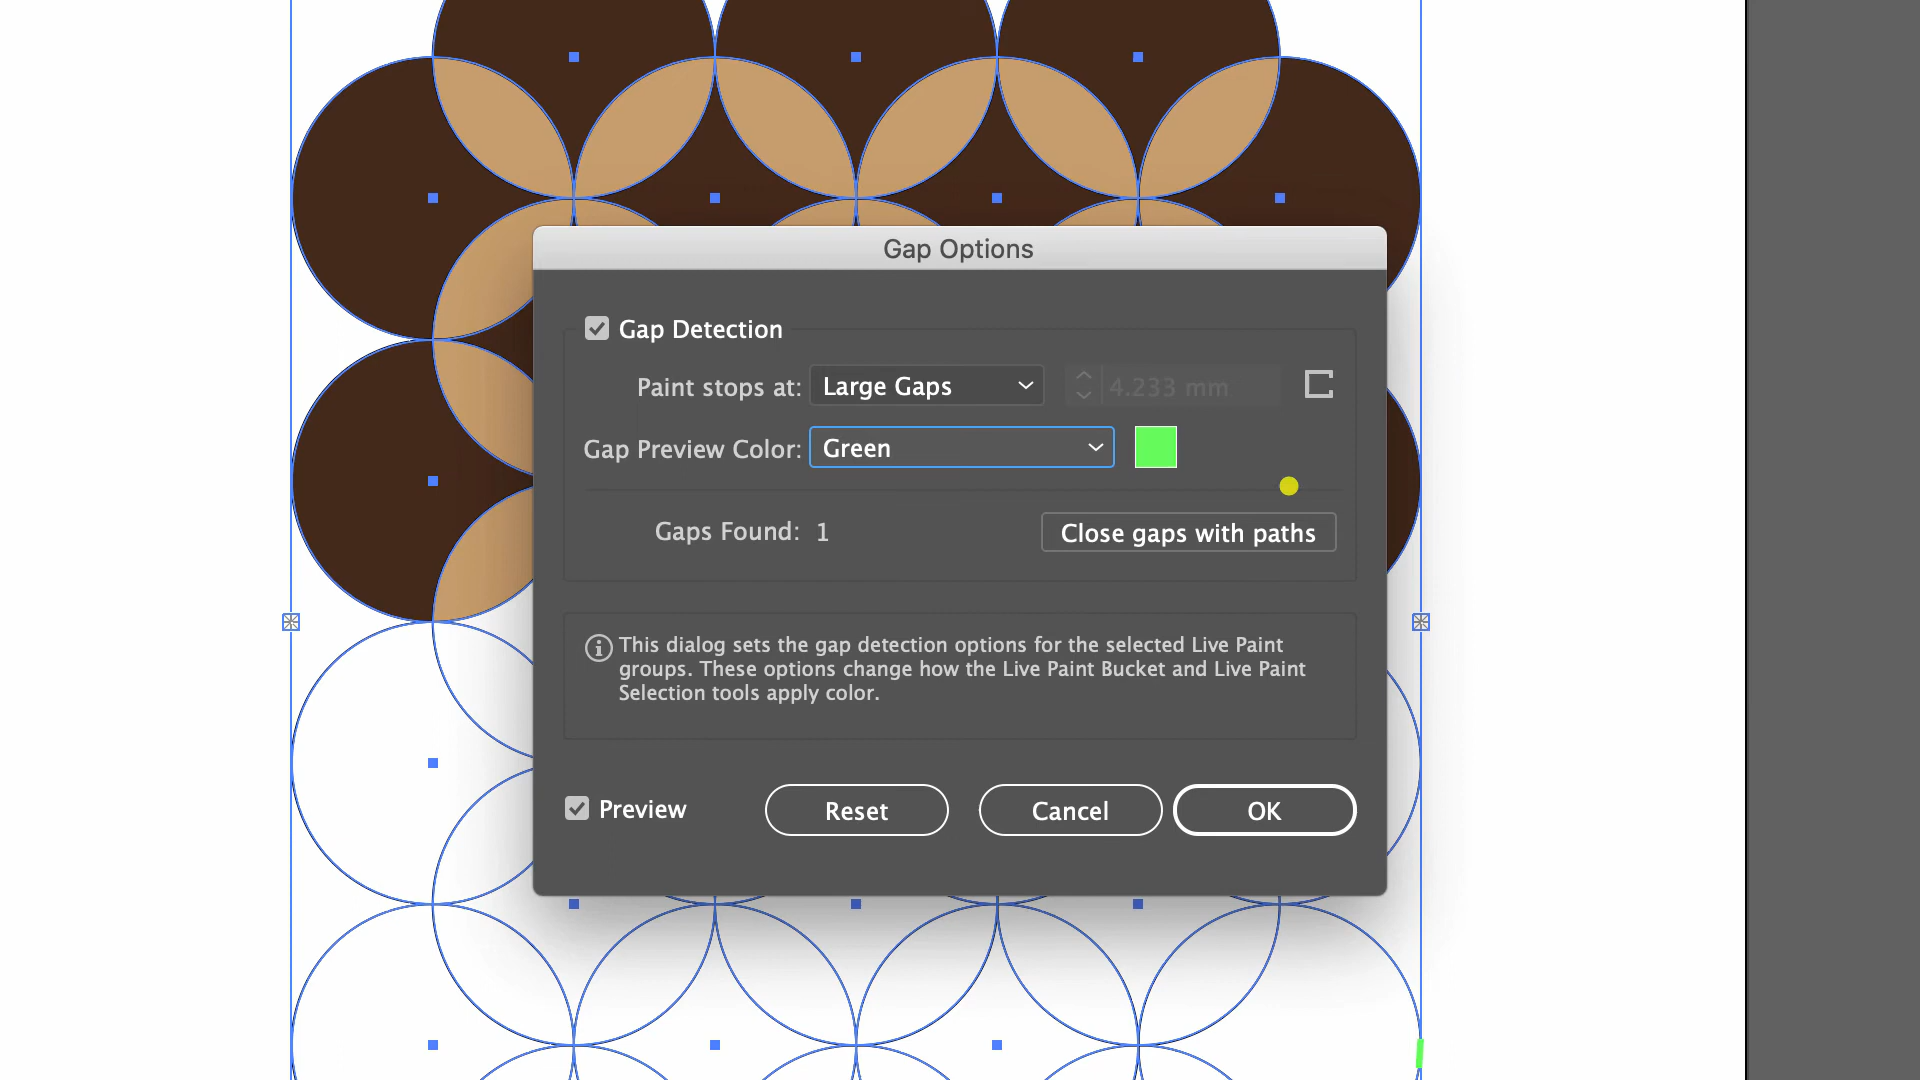 Gap Options
Gap Detection
Paint stops at: Large Gaps 4.233 mm
Gap Preview Color: Green
Gaps Found: 1 Close gaps with paths
This dialog sets the gap detection options for the selected Live Paint
groups. These options change how the Live Paint Bucket and Live Paint
Selection tools apply color.
Preview Reset Cancel OK